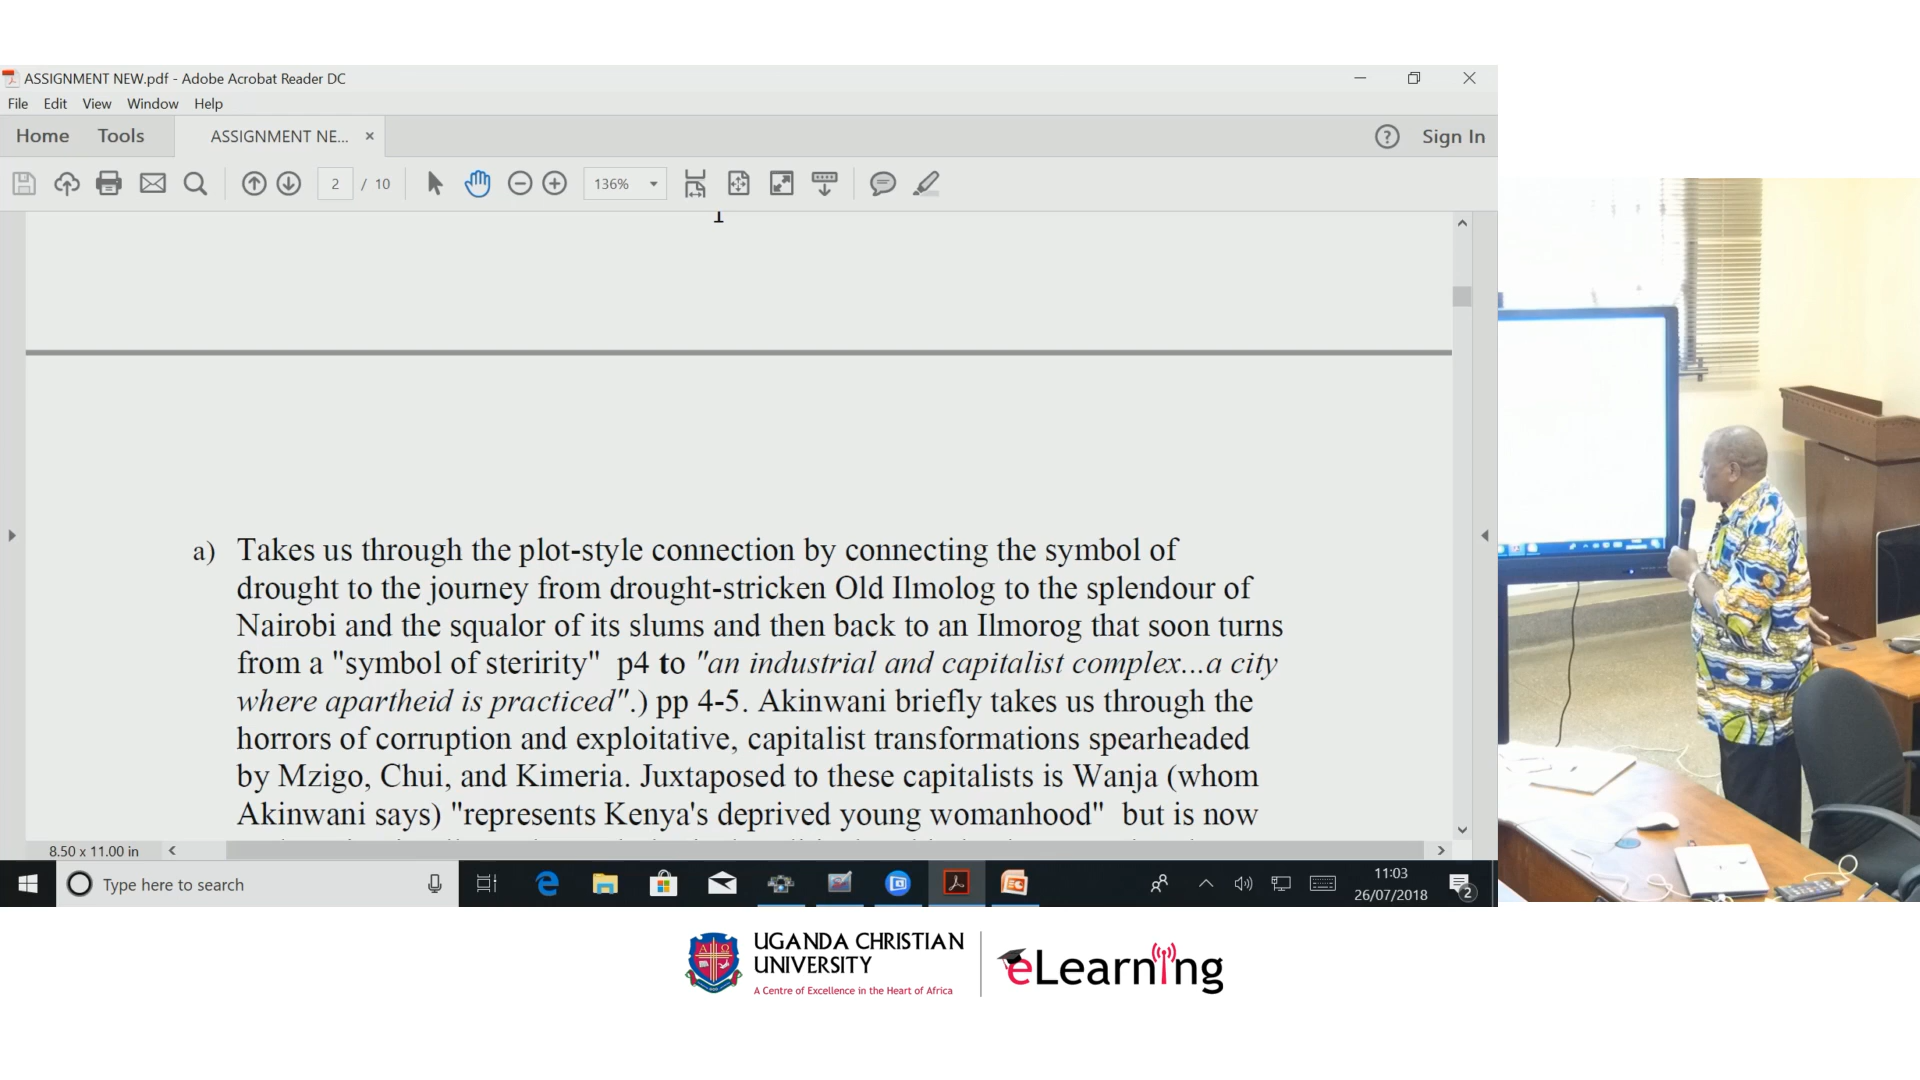 ASSIGNMENT NEW.pdf - Adobe Acrobat Reader DC
File Edit View Window Help
Home Tools ASSIGNMENT NE... × Sign In
2 / 10 136%
1
a) Takes us through the plot-style connection by connecting the symbol of
drought to the journey from drought-stricken Old Ilmolog to the splendour of
Nairobi and the squalor of its slums and then back to an Ilmorog that soon turns
from a "symbol of steririty" p4 to "an industrial and capitalist complex...a city
where apartheid is practiced".) pp 4-5. Akinwani briefly takes us through the
horrors of corruption and exploitative, capitalist transformations spearheaded
by Mzigo, Chui, and Kimeria. Juxtaposed to these capitalists is Wanja (whom
Akinwani says) "represents Kenya's deprived young womanhood" but is now
8.50 x 11.00 in
Type here to search
11:03
26/07/2018
2
UGANDA CHRISTIAN
UNIVERSITY
A Centre of Excellence in the Heart of Africa
eLearning